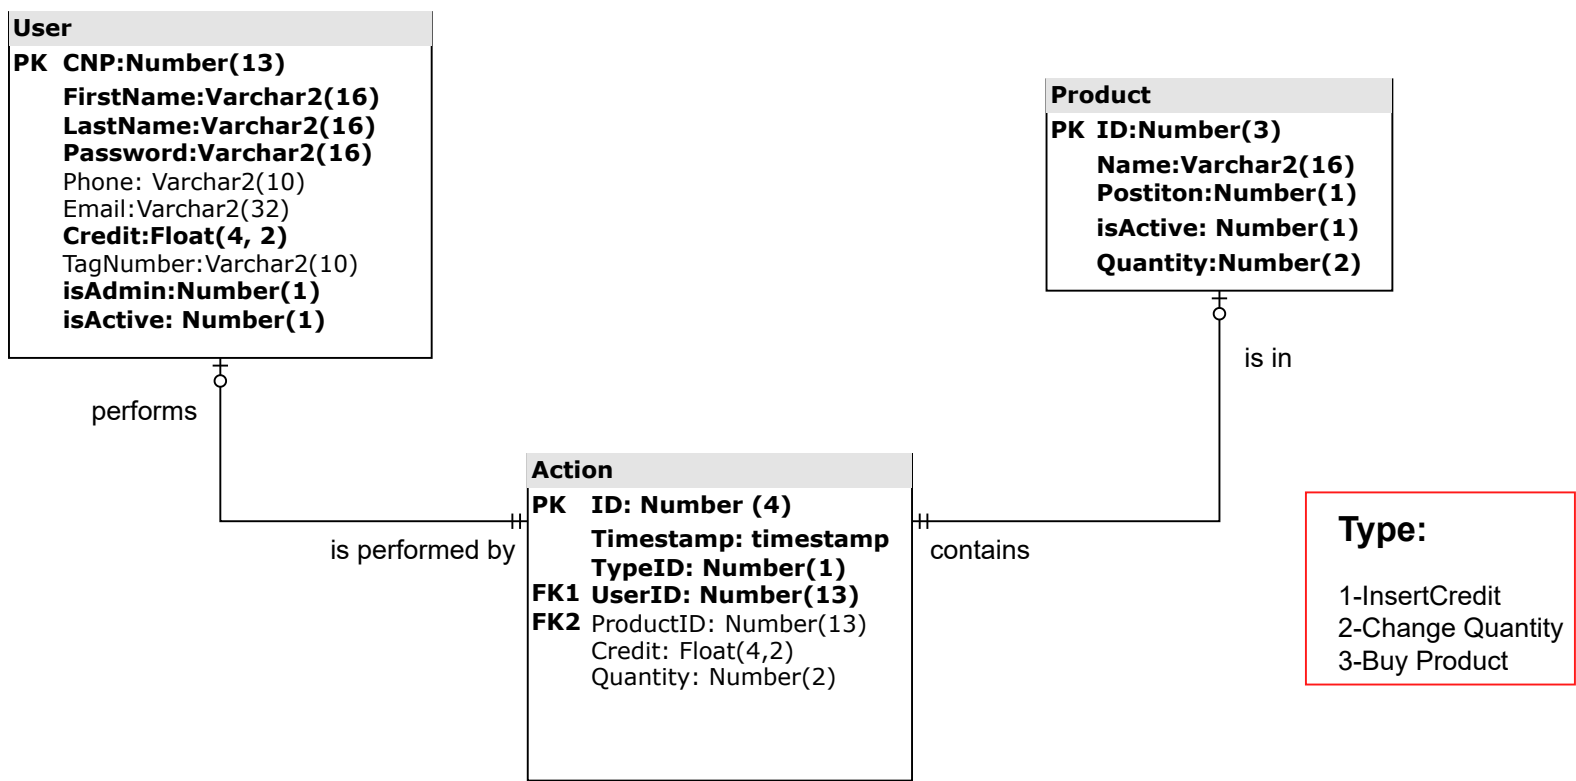 User
PK CNP:Number(13)
FirstName:Varchar2(16)
LastName:Varchar2(16)
Password:Varchar2(16)
Phone: Varchar2(10)
Email:Varchar2(32)
Credit:Float(4, 2)
TagNumber:Varchar2(10)
isAdmin:Number(1)
isActive: Number(1)
Product
PK ID:Number(3)
Name:Varchar2(16)
Postiton:Number(1)
isActive: Number(1)
Quantity:Number(2)
performs
is in
Action
PK ID: Number (4)
Timestamp: timestamp
TypeID: Number(1)
FK1 UserID: Number(13)
FK2 ProductID: Number(13)
Credit: Float(4,2)
Quantity: Number(2)
is performed by
contains
Type:
1-InsertCredit
2-Change Quantity
3-Buy Product